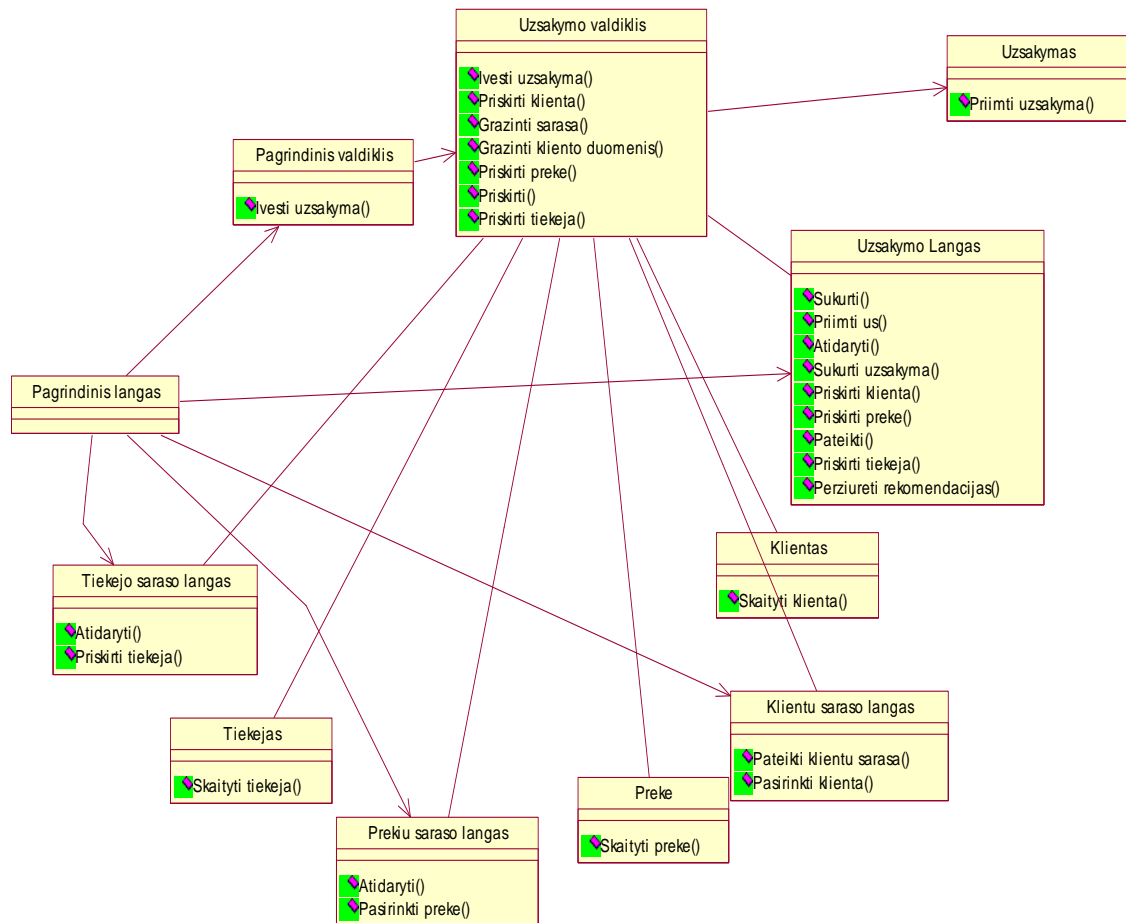 Uzsakymo valdiklis
Ivesti uzsakyma()
Priskirti klienta()
Grazinti sarasa()
Grazinti kliento duomenis()
Priskirti preke()
Priskirti()
Priskirti tiekeja()
Uzsakymas
Priimti uzsakyma()
Pagrindinis valdiklis
Ivesti uzsakyma()
Uzsakymo Langas
Sukurti()
Priimti us()
Atidaryti()
Sukurti uzsakyma()
Priskirti klienta()
Priskirti preke()
Pateikti()
Priskirti tiekeja()
Perziureti rekomendacijas()
Pagrindinis langas
Klientas
Skaityti klienta()
Tiekejo saraso langas
Atidaryti()
Priskirti tiekeja()
Klientu saraso langas
Pateikti klientu sarasa()
Pasirinkti klienta()
Tiekejas
Skaityti tiekeja()
Preke
Skaityti preke()
Prekiu saraso langas
Atidaryti()
Pasirinkti preke()